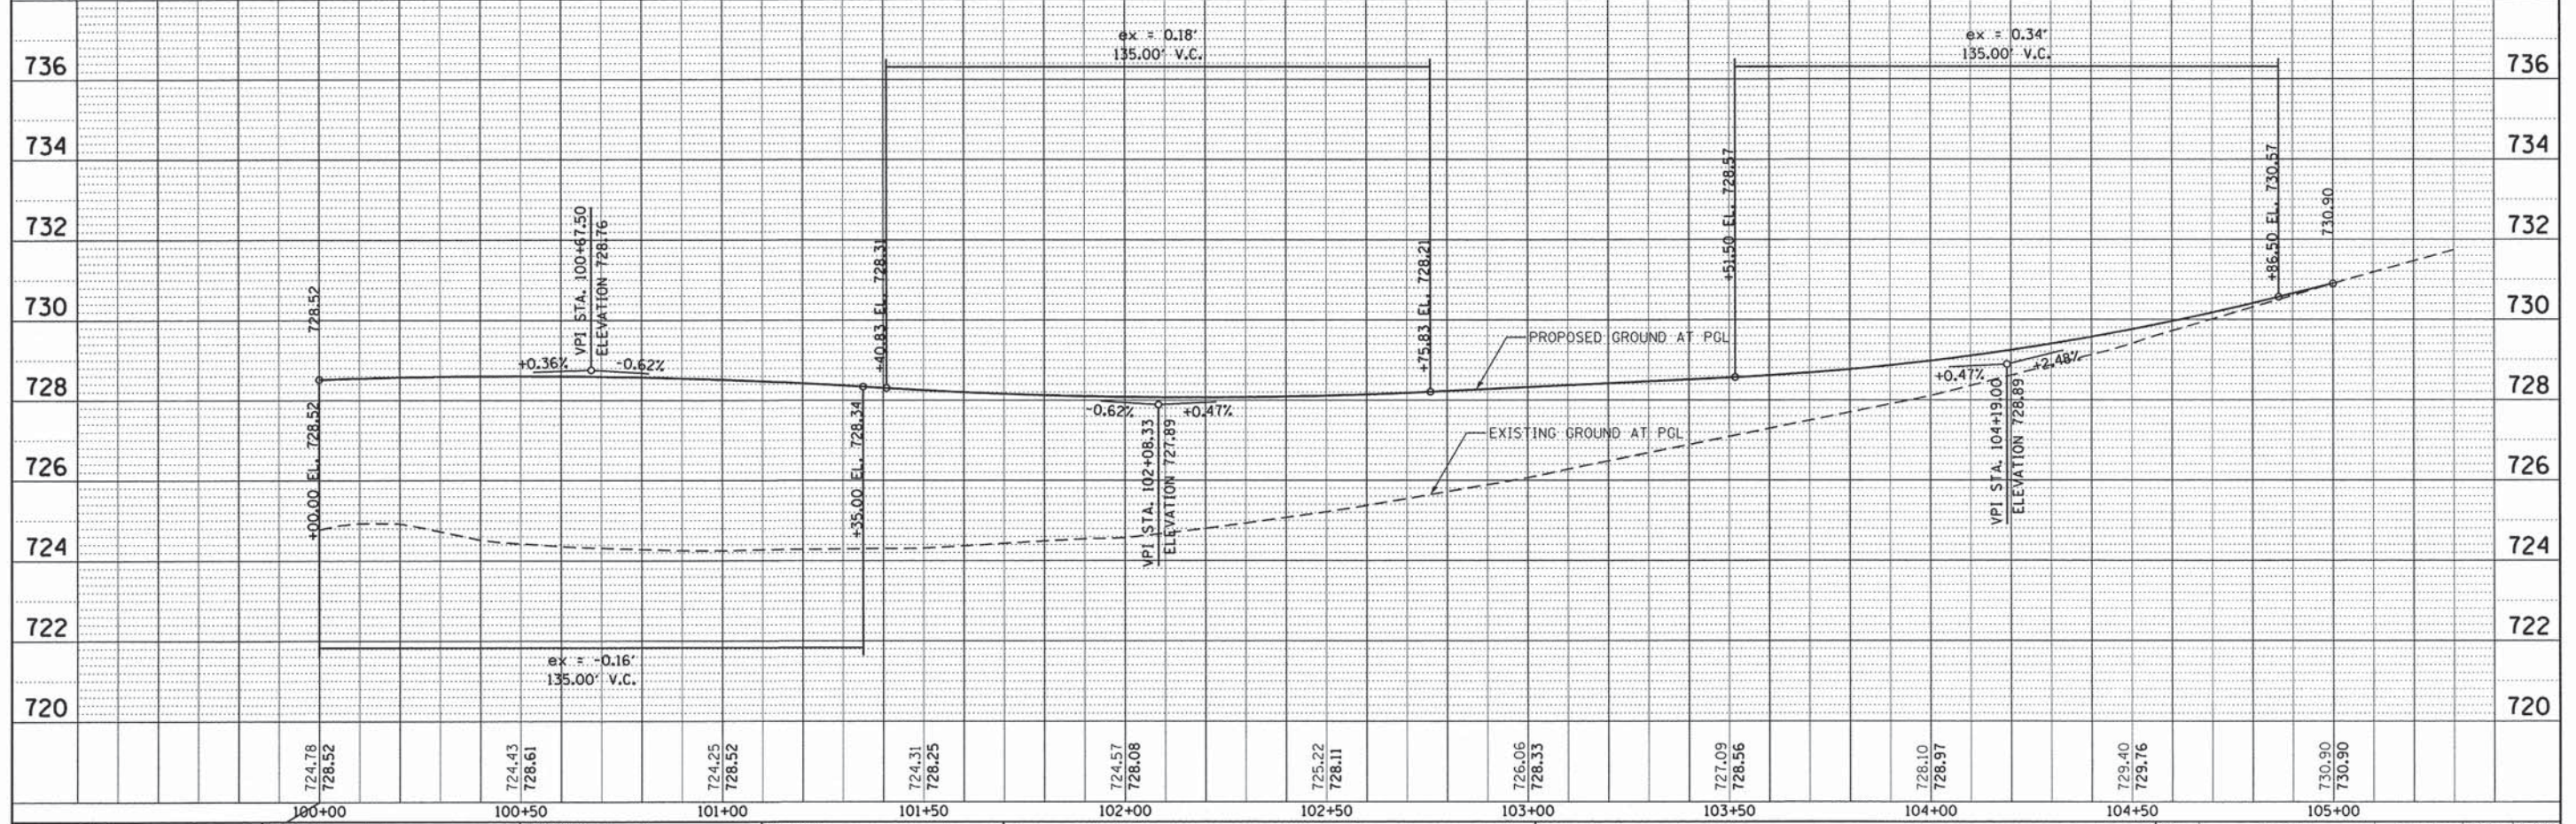 ex = 0.18'
135.00' V.C.
ex = 0.34'
135.00' V.C.
736
736
734
734
732
732
730
730
728
728
726
726
724
724
722
722
720
720
728.52
+00.00 EL. 728.52
VPI STA. 100+67.50
ELEVATION 728.76
+0.36%
-0.62%
+35.00 EL. 728.34
+40.83 EL. 728.31
-0.62%
+0.47%
VPI STA. 102+08.33
ELEVATION 727.89
+75.83 EL. 728.21
PROPOSED GROUND AT PGL
EXISTING GROUND AT PGL
+51.50 EL. 728.57
+0.47%
+2.48%
VPI STA. 104+19.00
ELEVATION 728.89
+86.50 EL. 730.57
730.90
ex = -0.16'
135.00' V.C.
724.78
728.52
724.43
728.61
724.25
728.52
724.31
728.25
724.57
728.08
725.22
728.11
726.06
728.33
727.09
728.56
728.10
728.97
729.40
729.76
730.90
730.90
100+00
100+50
101+00
101+50
102+00
102+50
103+00
103+50
104+00
104+50
105+00